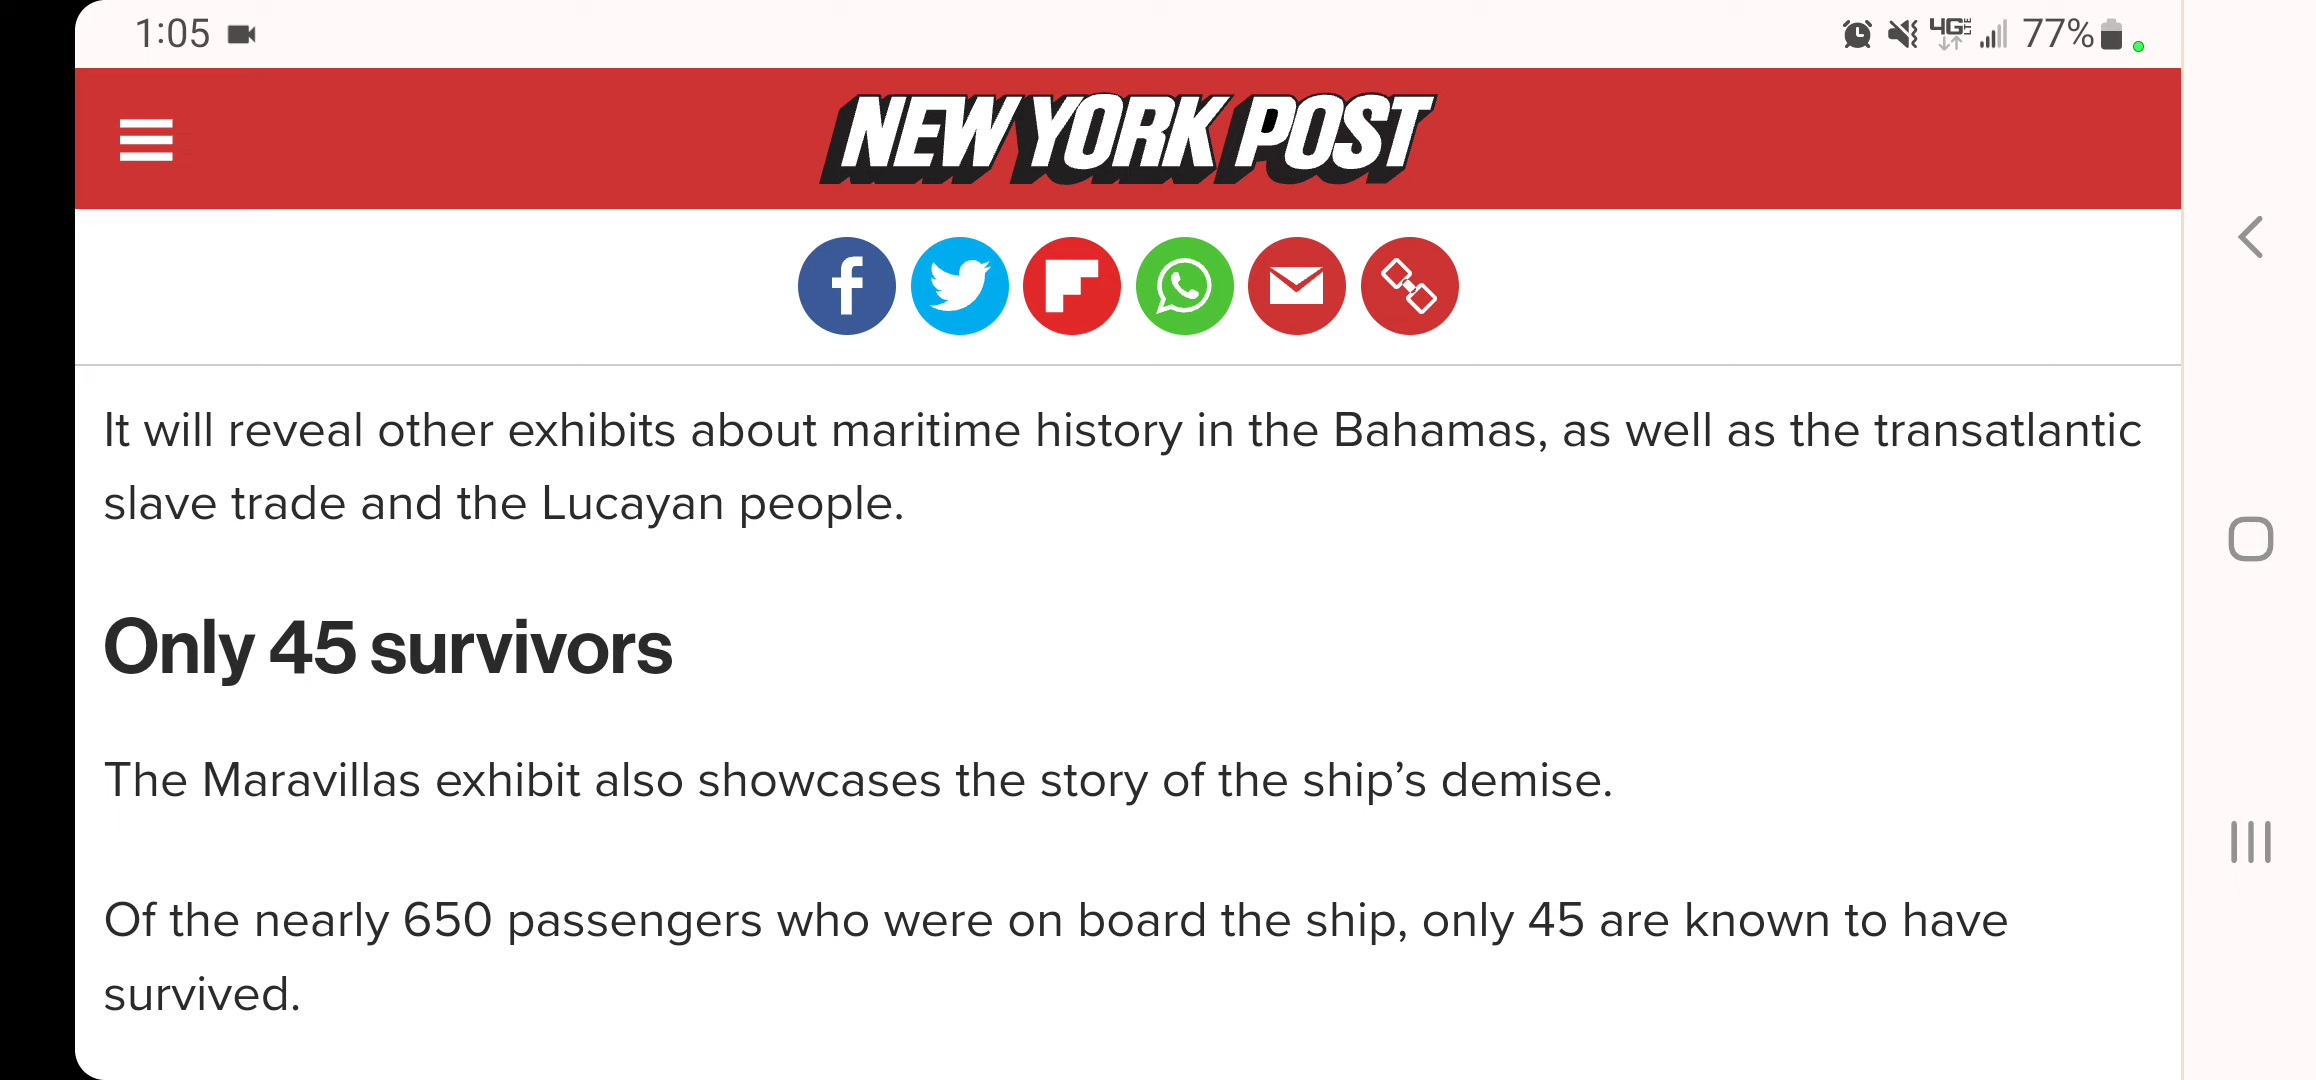 1:05
4G LTE 77%
NEW YORK POST
It will reveal other exhibits about maritime history in the Bahamas, as well as the transatlantic
slave trade and the Lucayan people.
Only 45 survivors
The Maravillas exhibit also showcases the story of the ship’s demise.
Of the nearly 650 passengers who were on board the ship, only 45 are known to have
survived.